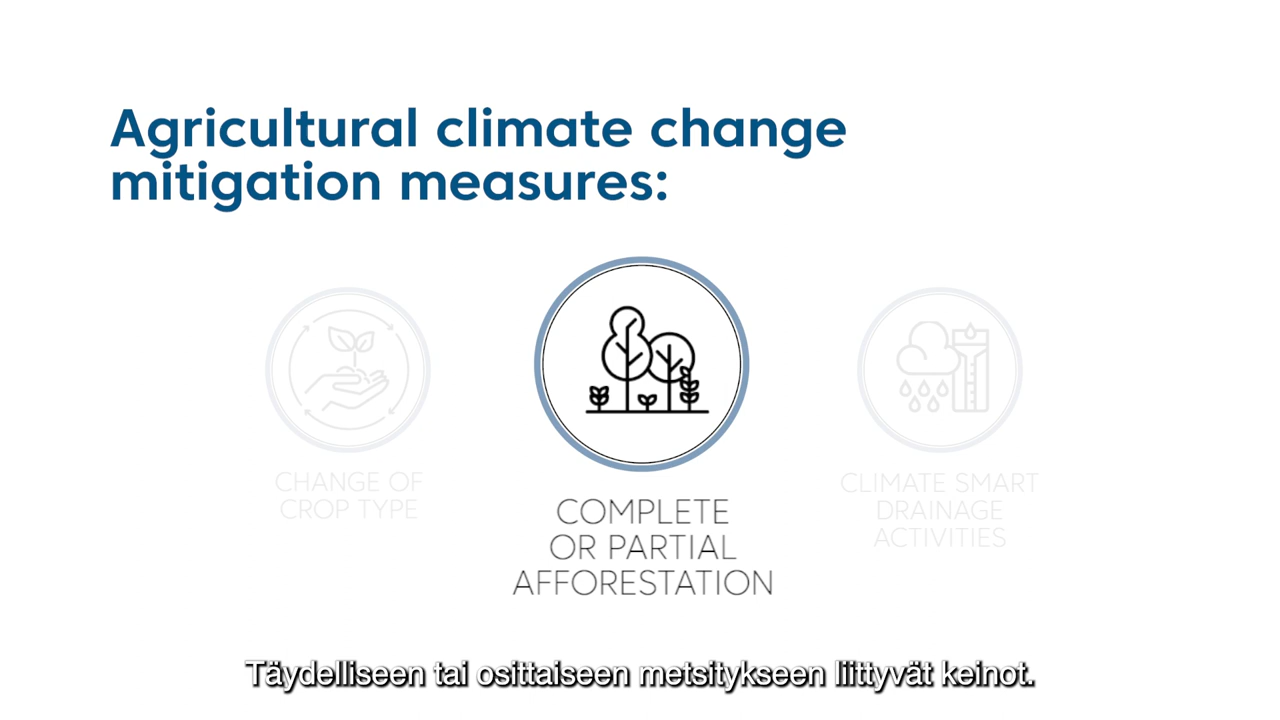 Agricultural climate change
mitigation measures:
CHANGE OF
CROP TYPE
COMPLETE
OR PARTIAL
AFFORESTATION
CLIMATE SMART
DRAINAGE
ACTIVITIES
Täydelliseen tai osittaiseen metsitykseen liittyvät keinot.